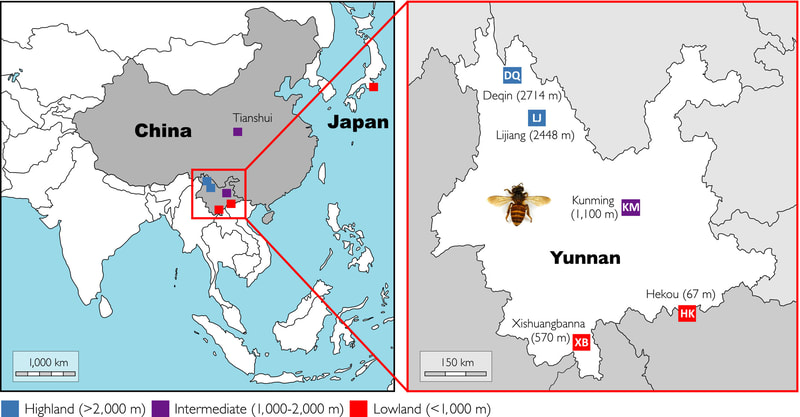 China
Tianshui
Japan
1,000 km
DQ
Deqin (2714 m)
LJ
Lijiang (2448 m)
Kunming
(1,100 m)
KM
Yunnan
Hekou (67 m)
HK
Xishuangbanna
(570 m)
XB
150 km
Highland (>2,000 m)
Intermediate (1,000-2,000 m)
Lowland (<1,000 m)